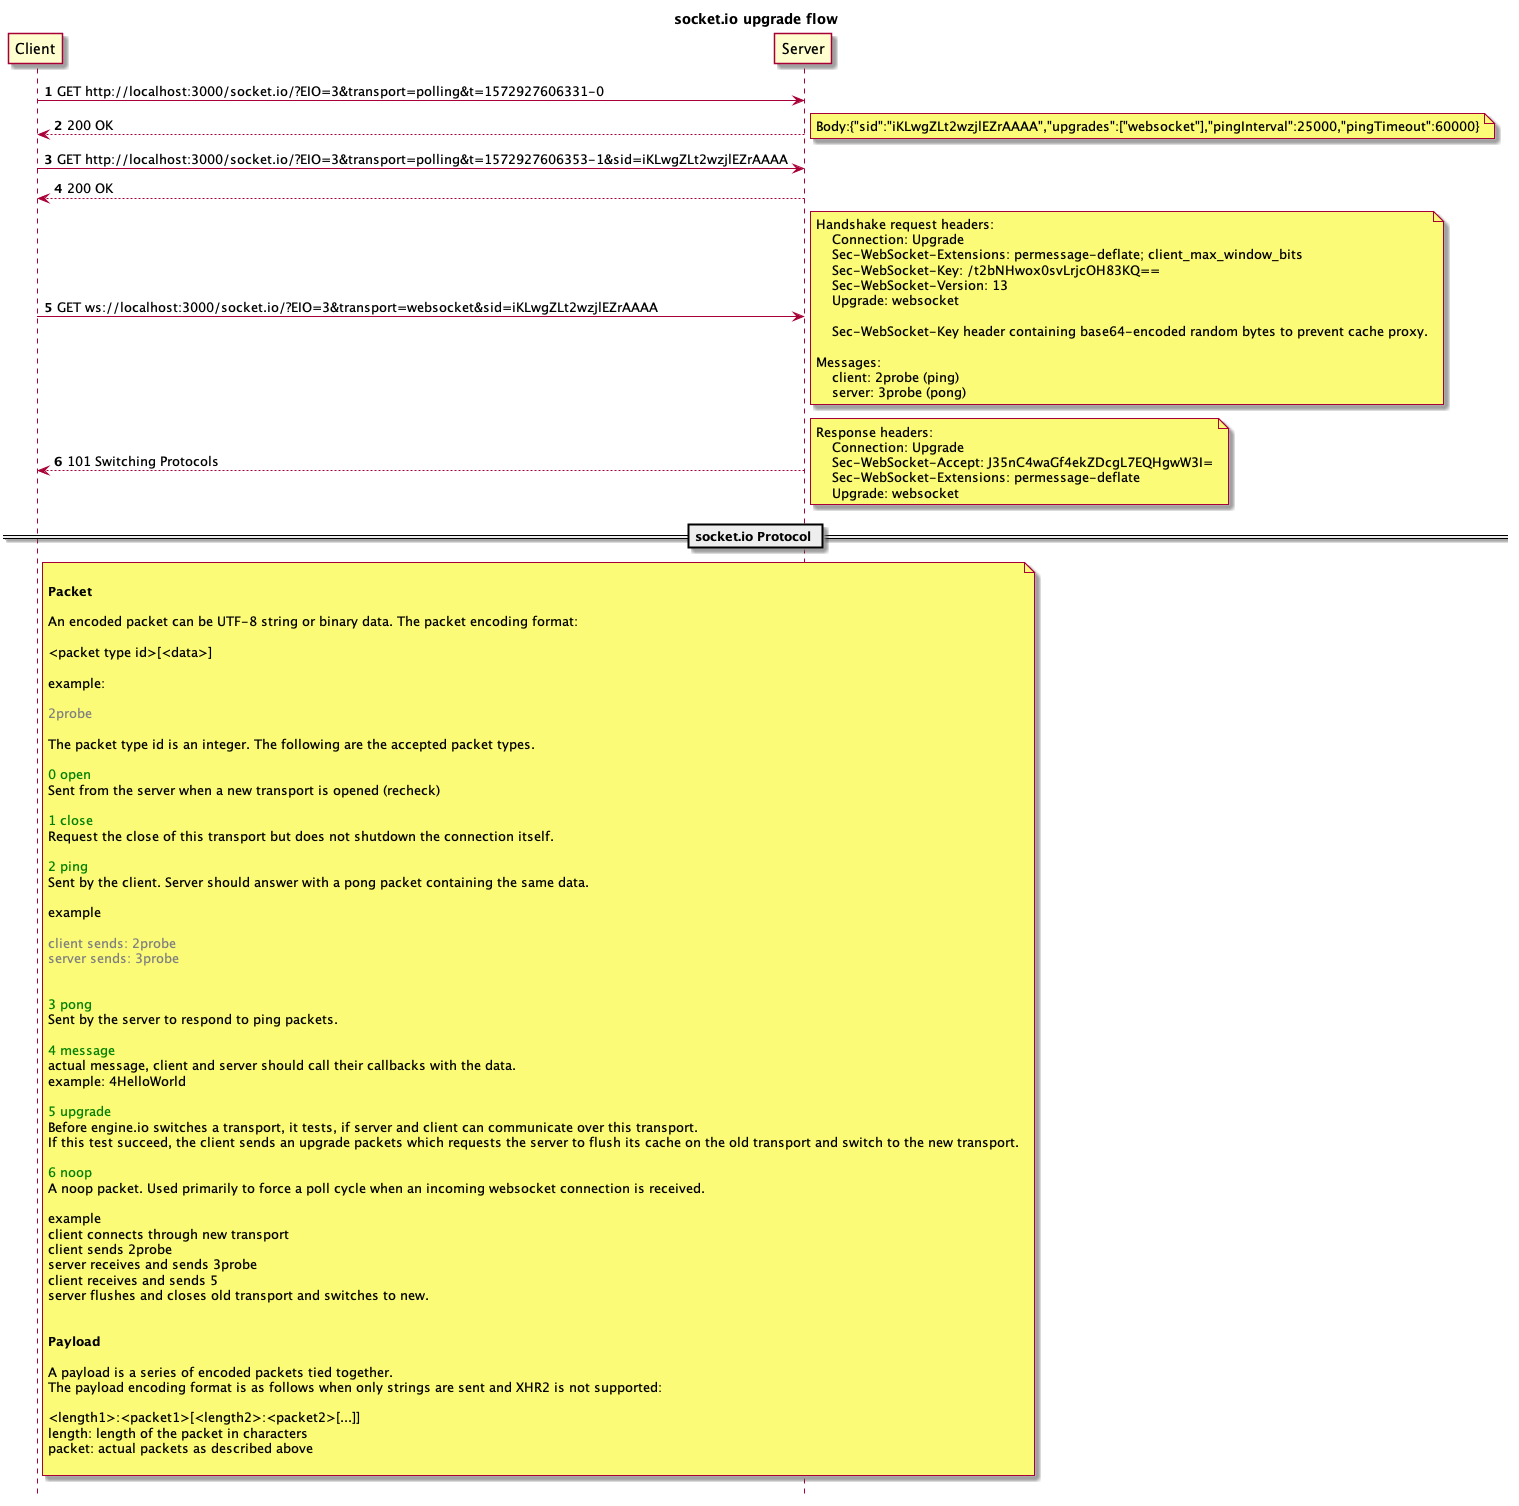 socket.io upgrade flow
Client
Server
1 GET http://localhost:3000/socket.io/?EIO=3&transport=polling&t=1572927606331-0
2 200 OK
Body:{"sid":"iKLwgZLt2wzjlEZrAAAA","upgrades":["websocket"],"pingInterval":25000,"pingTimeout":60000}
3 GET http://localhost:3000/socket.io/?EIO=3&transport=polling&t=1572927606353-1&sid=iKLwgZLt2wzjlEZrAAAA
4 200 OK
Handshake request headers:
Connection: Upgrade
Sec-WebSocket-Extensions: permessage-deflate; client_max_window_bits
Sec-WebSocket-Key: /t2bNHwox0svLrjcOH83KQ==
Sec-WebSocket-Version: 13
Upgrade: websocket
Sec-WebSocket-Key header containing base64-encoded random bytes to prevent cache proxy.
Messages:
client: 2probe (ping)
server: 3probe (pong)
5 GET ws://localhost:3000/socket.io/?EIO=3&transport=websocket&sid=iKLwgZLt2wzjlEZrAAAA
Response headers:
Connection: Upgrade
Sec-WebSocket-Accept: J35nC4waGf4ekZDcgL7EQHgwW3I=
Sec-WebSocket-Extensions: permessage-deflate
Upgrade: websocket
6 101 Switching Protocols
socket.io Protocol
Packet
An encoded packet can be UTF-8 string or binary data. The packet encoding format:
<packet type id>[<data>]
example:
2probe
The packet type id is an integer. The following are the accepted packet types.
0 open
Sent from the server when a new transport is opened (recheck)
1 close
Request the close of this transport but does not shutdown the connection itself.
2 ping
Sent by the client. Server should answer with a pong packet containing the same data.
example
client sends: 2probe
server sends: 3probe
3 pong
Sent by the server to respond to ping packets.
4 message
actual message, client and server should call their callbacks with the data.
example: 4HelloWorld
5 upgrade
Before engine.io switches a transport, it tests, if server and client can communicate over this transport.
If this test succeed, the client sends an upgrade packets which requests the server to flush its cache on the old transport and switch to the new transport.
6 noop
A noop packet. Used primarily to force a poll cycle when an incoming websocket connection is received.
example
client connects through new transport
client sends 2probe
server receives and sends 3probe
client receives and sends 5
server flushes and closes old transport and switches to new.
Payload
A payload is a series of encoded packets tied together.
The payload encoding format is as follows when only strings are sent and XHR2 is not supported:
<length1>:<packet1>[<length2>:<packet2>[...]]
length: length of the packet in characters
packet: actual packets as described above